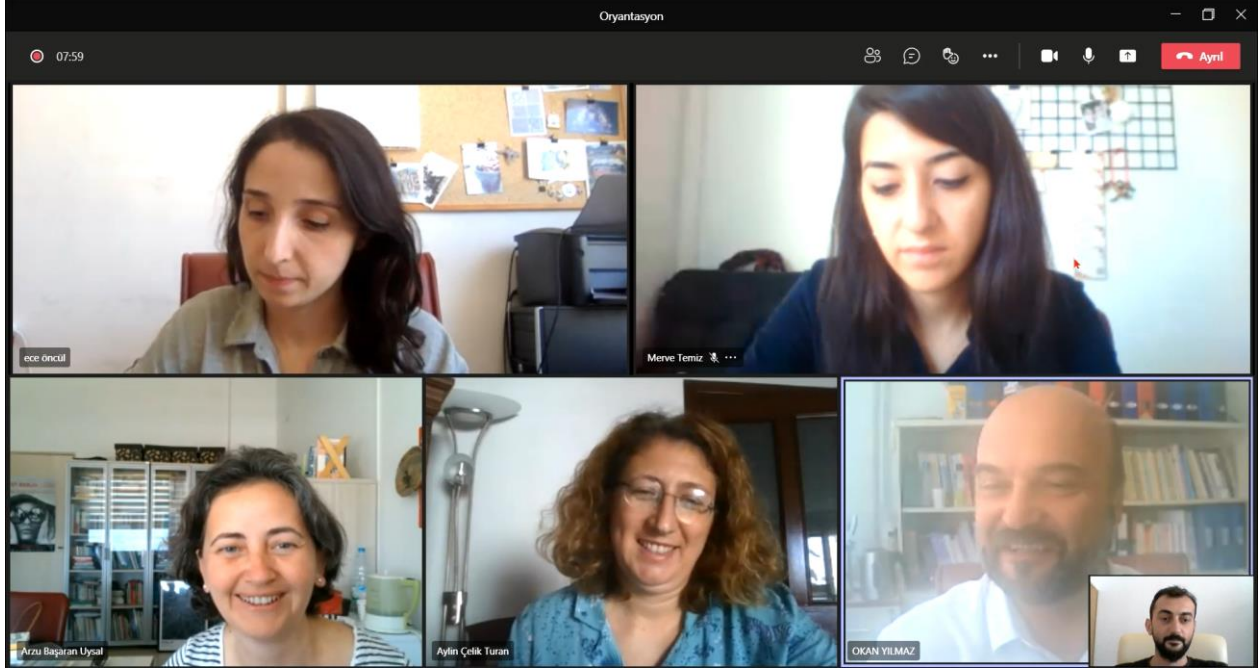 Oryantasyon
07:59
Ayrıl
ece öncül
Merve Temiz
Arzu Başaran Uysal
Aylin Çelik Turan
OKAN YILMAZ